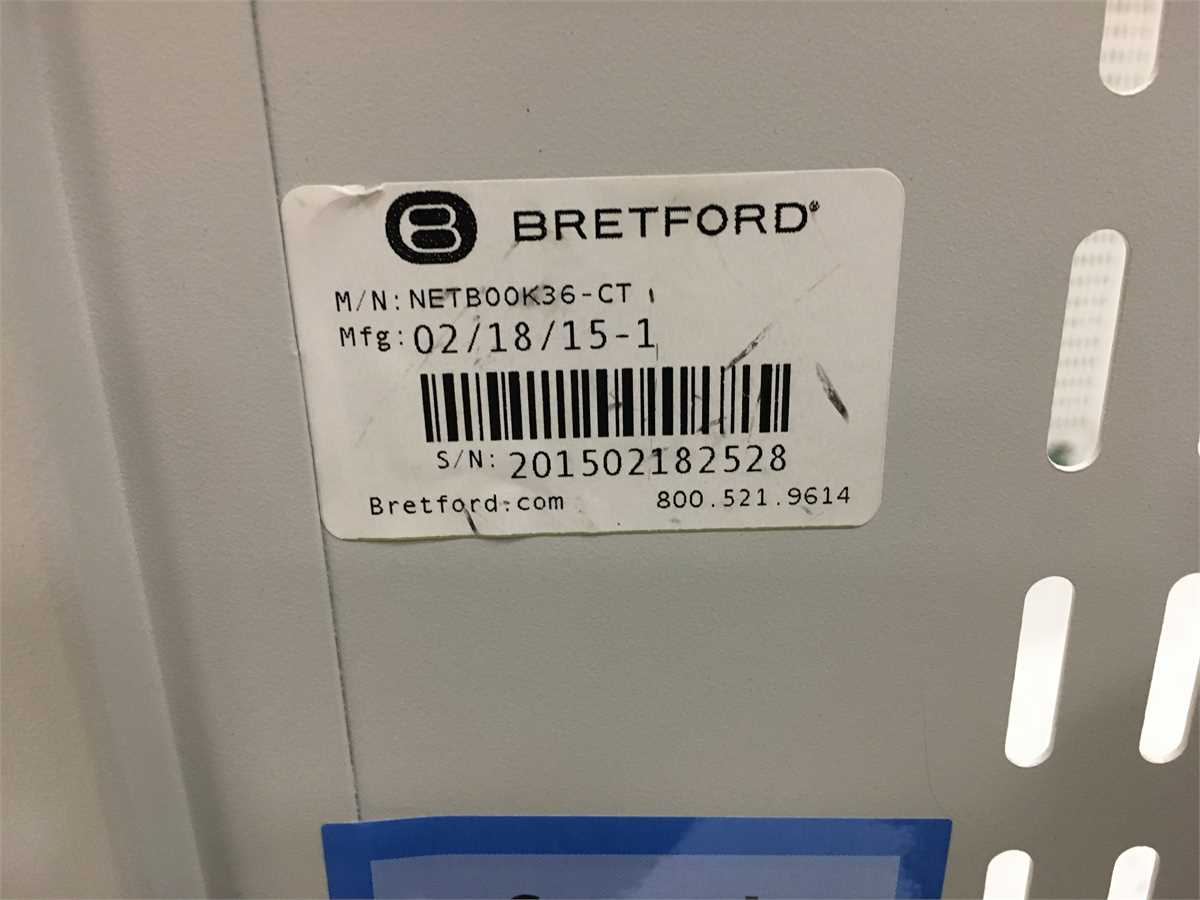 BRETFORD®
M/N: NETBOOK36-CT
Mfg: 02/18/15-1
S/N: 201502182528
Bretford.com 800.521.9614